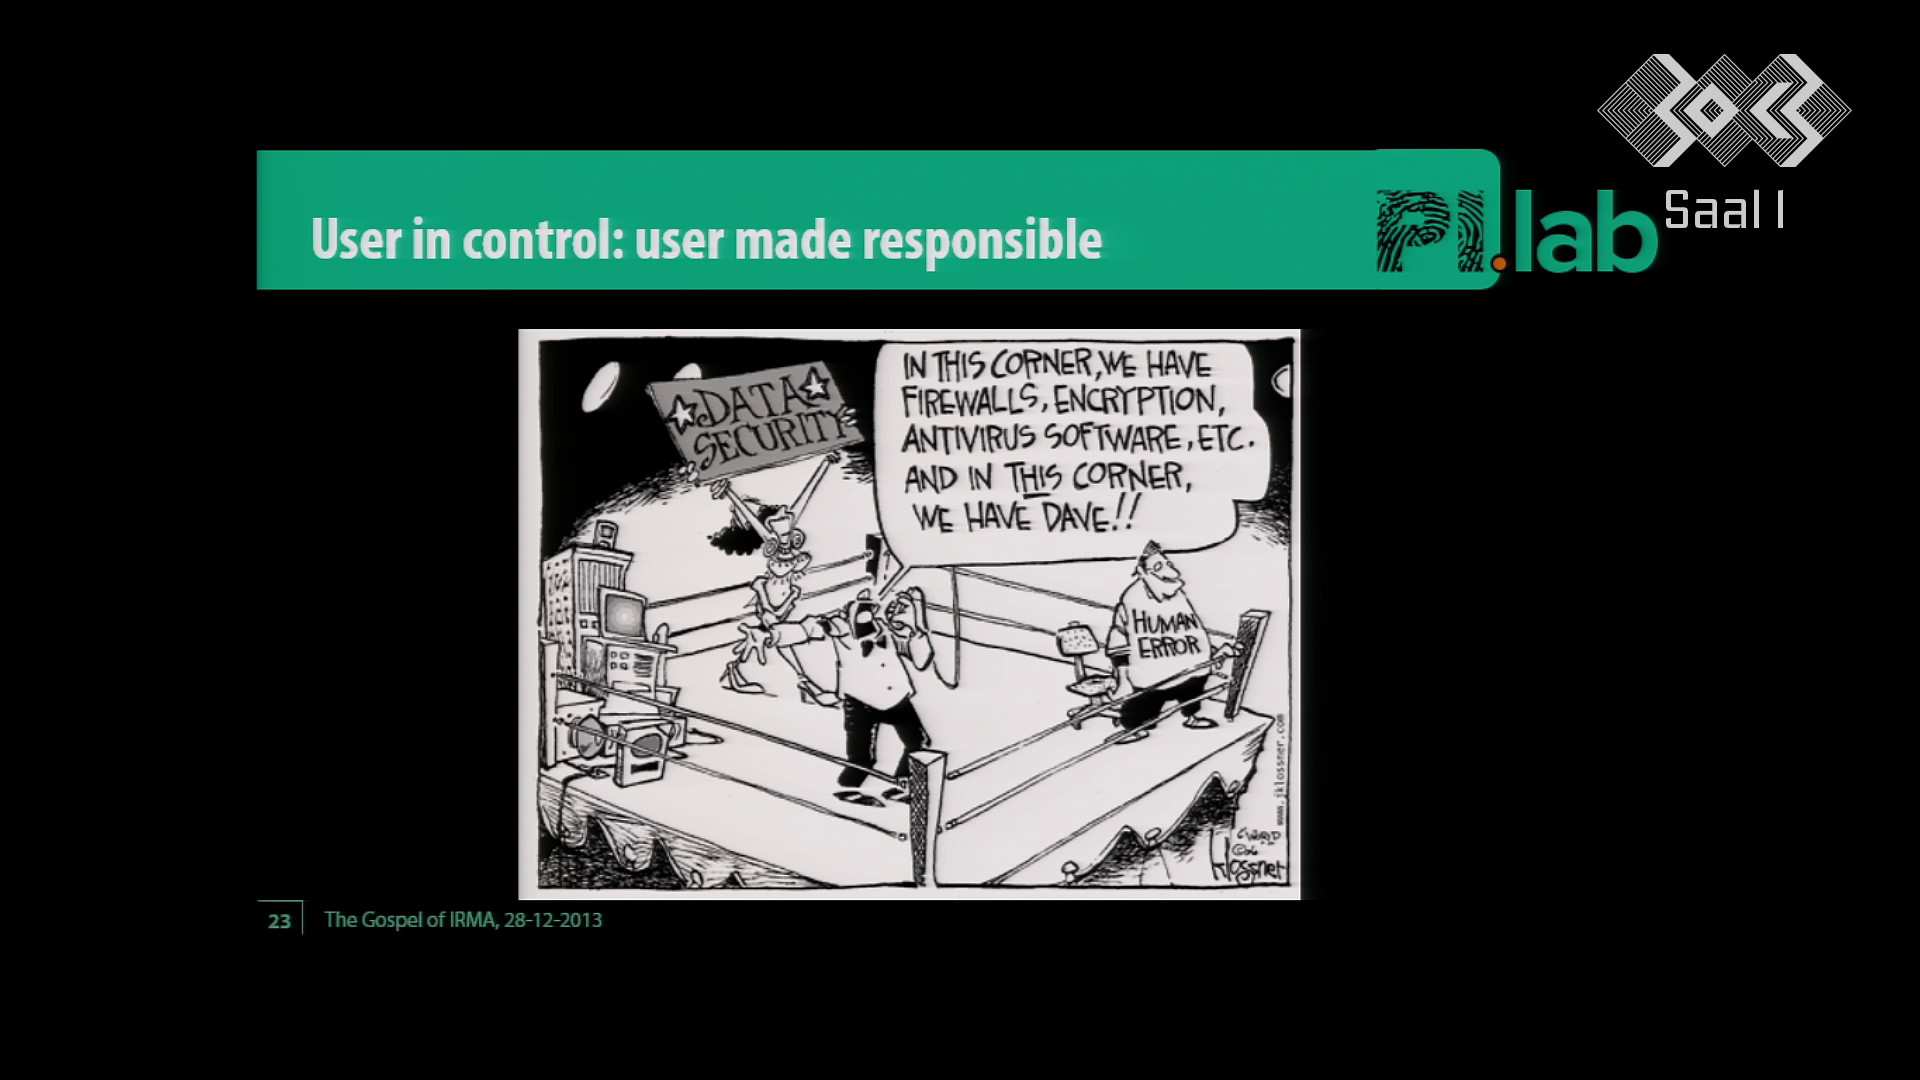 30C3
Saal 1
User in control: user made responsible
PI.lab
DATA
SECURITY
IN THIS CORNER, WE HAVE
FIREWALLS, ENCRYPTION,
ANTIVIRUS SOFTWARE, ETC.
AND IN THIS CORNER,
WE HAVE DAVE!!
HUMAN
ERROR
www.jklossner.com
Klossner
23
The Gospel of IRMA, 28-12-2013